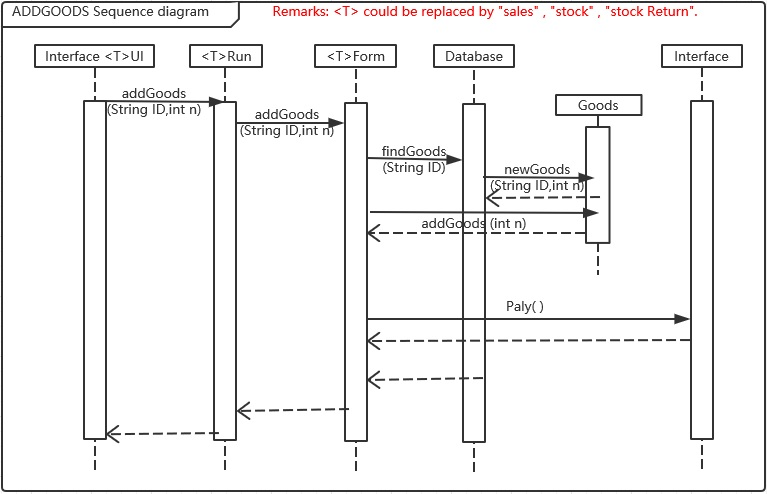 ADDGOODS Sequence diagram
Remarks: <T> could be replaced by "sales" , "stock" , "stock Return".
Interface <T>UI
<T>Run
<T>Form
Database
Interface
Goods
addGoods
(String ID,int n)
addGoods
(String ID,int n)
findGoods
(String ID)
newGoods
(String ID,int n)
addGoods (int n)
Paly( )